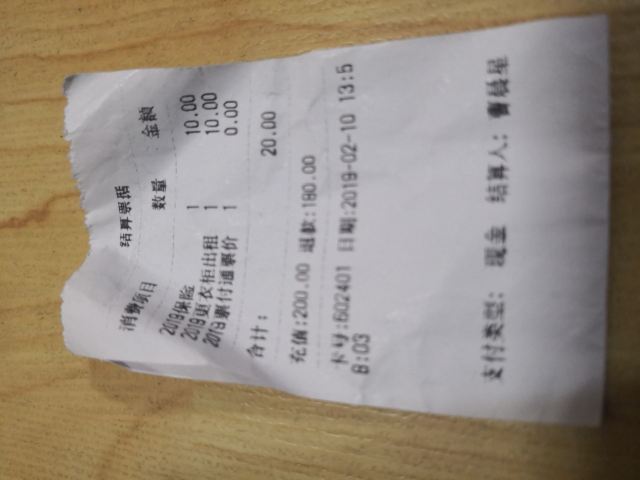 结算票据
消费项目 数量 金额
2019保险 1 10.00
2019更衣柜出租 1 10.00
2019票付通票价 1 0.00
合计: 20.00
充值:200.00 退款:180.00
卡号:602401 日期:2019-02-10 13:5
8:03
支付类型: 现金 结算人: 曹晨星